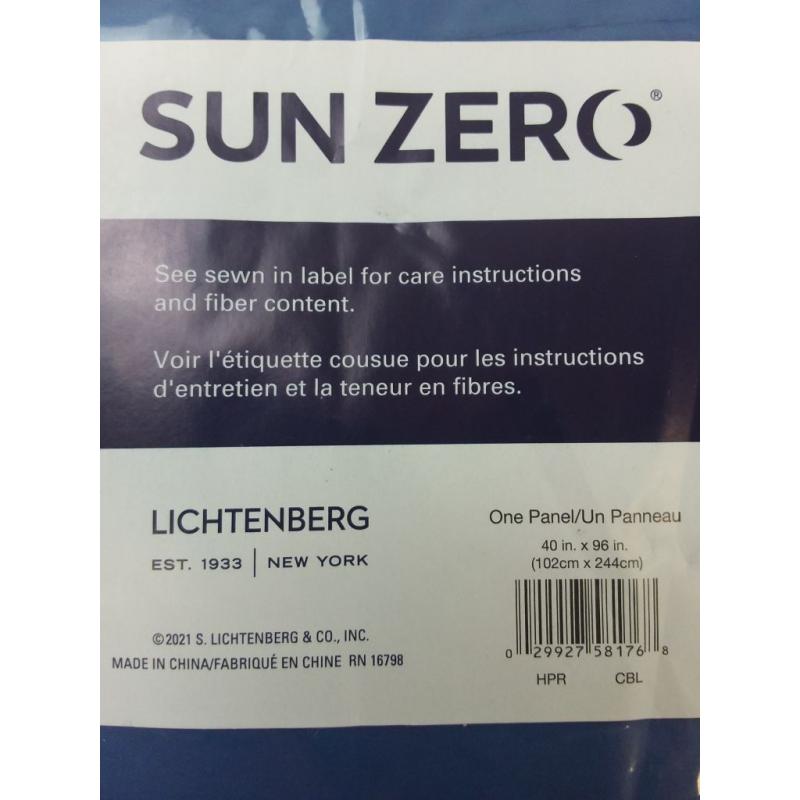 SUN ZERO®
See sewn in label for care instructions
and fiber content.
Voir l'étiquette cousue pour les instructions
d'entretien et la teneur en fibres.
LICHTENBERG
EST. 1933 | NEW YORK
©2021 S. LICHTENBERG & CO., INC.
MADE IN CHINA/FABRIQUÉ EN CHINE RN 16798
One Panel/Un Panneau
40 in. x 96 in.
(102cm x 244cm)
0 29927 58176 8
HPR CBL